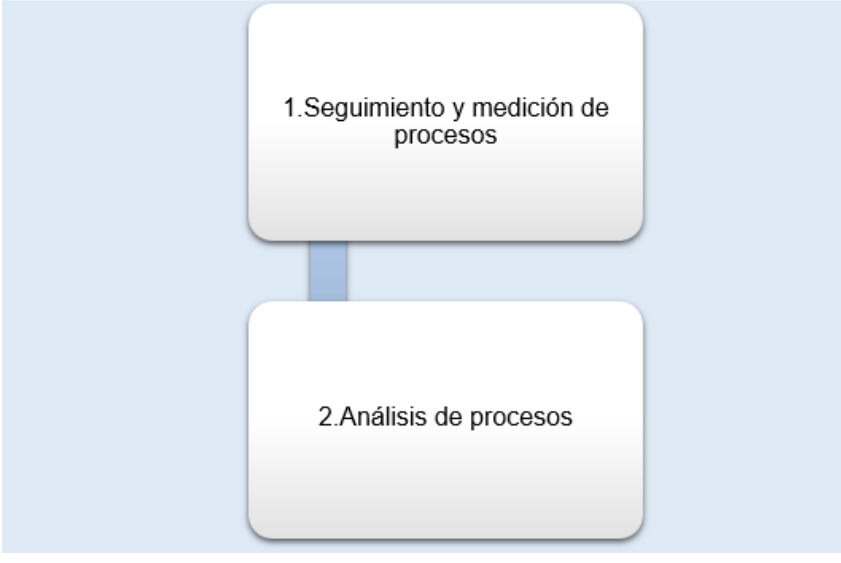 1.Seguimiento y medición de
procesos
2.Análisis de procesos